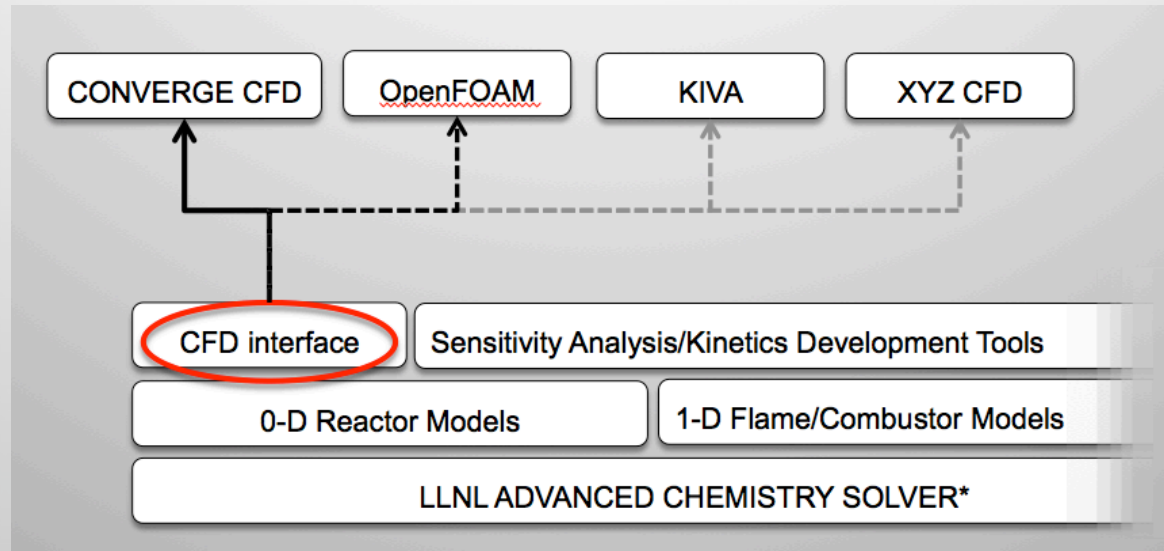 CONVERGE CFD
OpenFOAM
KIVA
XYZ CFD
CFD interface
Sensitivity Analysis/Kinetics Development Tools
0-D Reactor Models
1-D Flame/Combustor Models
LLNL ADVANCED CHEMISTRY SOLVER*